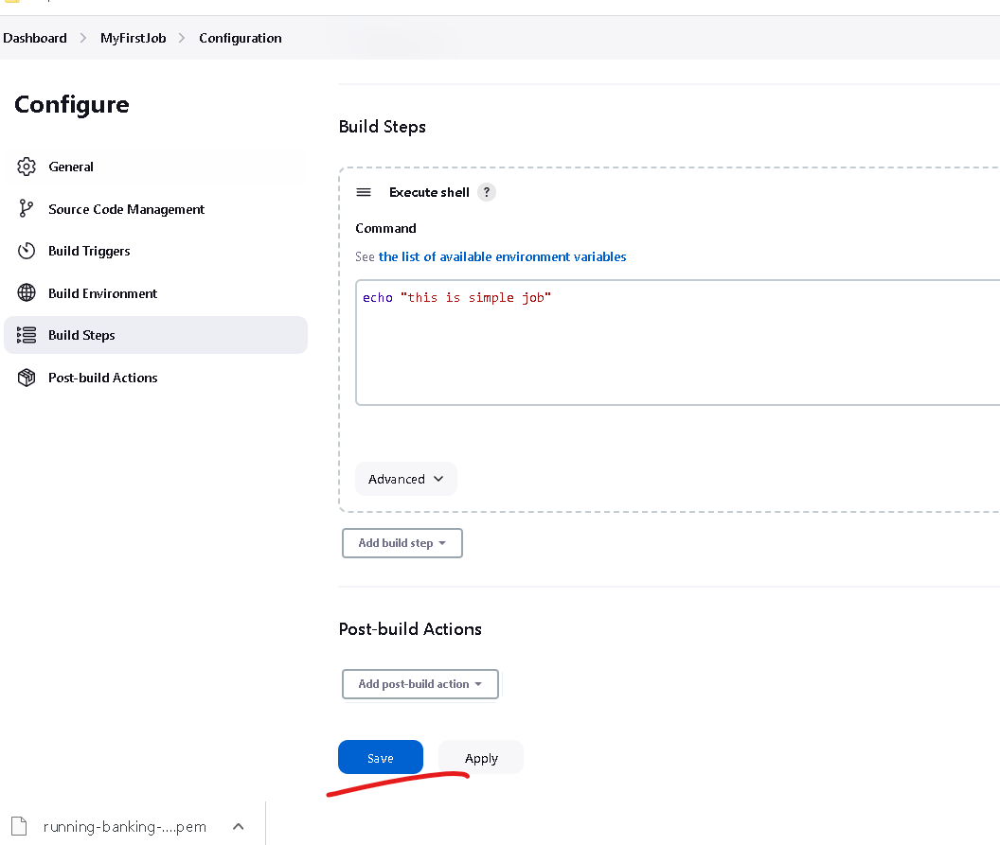 Dashboard > MyFirstJob > Configuration
Configure
General
Source Code Management
Build Triggers
Build Environment
Build Steps
Post-build Actions
Build Steps
Execute shell ?
Command
See the list of available environment variables
echo "this is simple job"
Advanced
Add build step
Post-build Actions
Add post-build action
Save Apply
running-banking-....pem